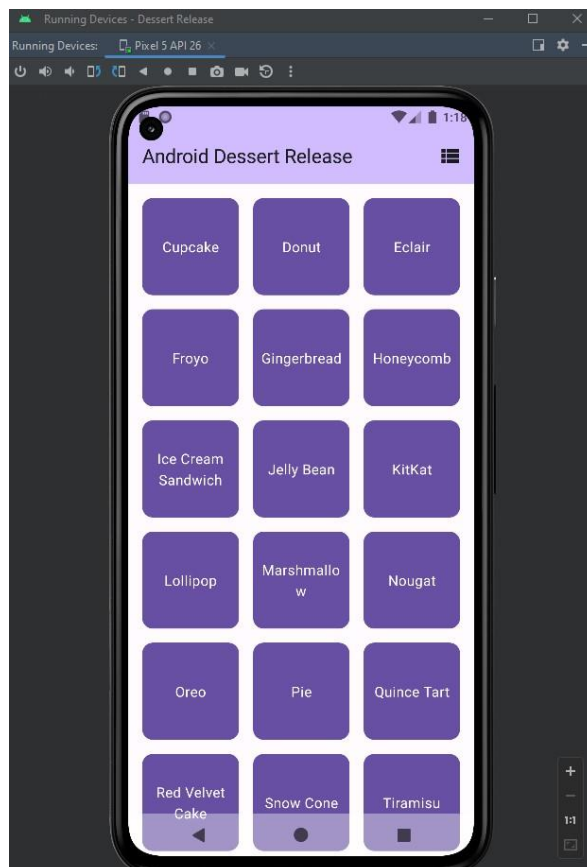 Running Devices - Dessert Release
Running Devices:
Pixel 5 API 26
1:18
Android Dessert Release
Cupcake
Donut
Eclair
Froyo
Gingerbread
Honeycomb
Ice Cream
Sandwich
Jelly Bean
KitKat
Lollipop
Marshmallo
w
Nougat
Oreo
Pie
Quince Tart
Red Velvet
Cake
Snow Cone
Tiramisu
1:1